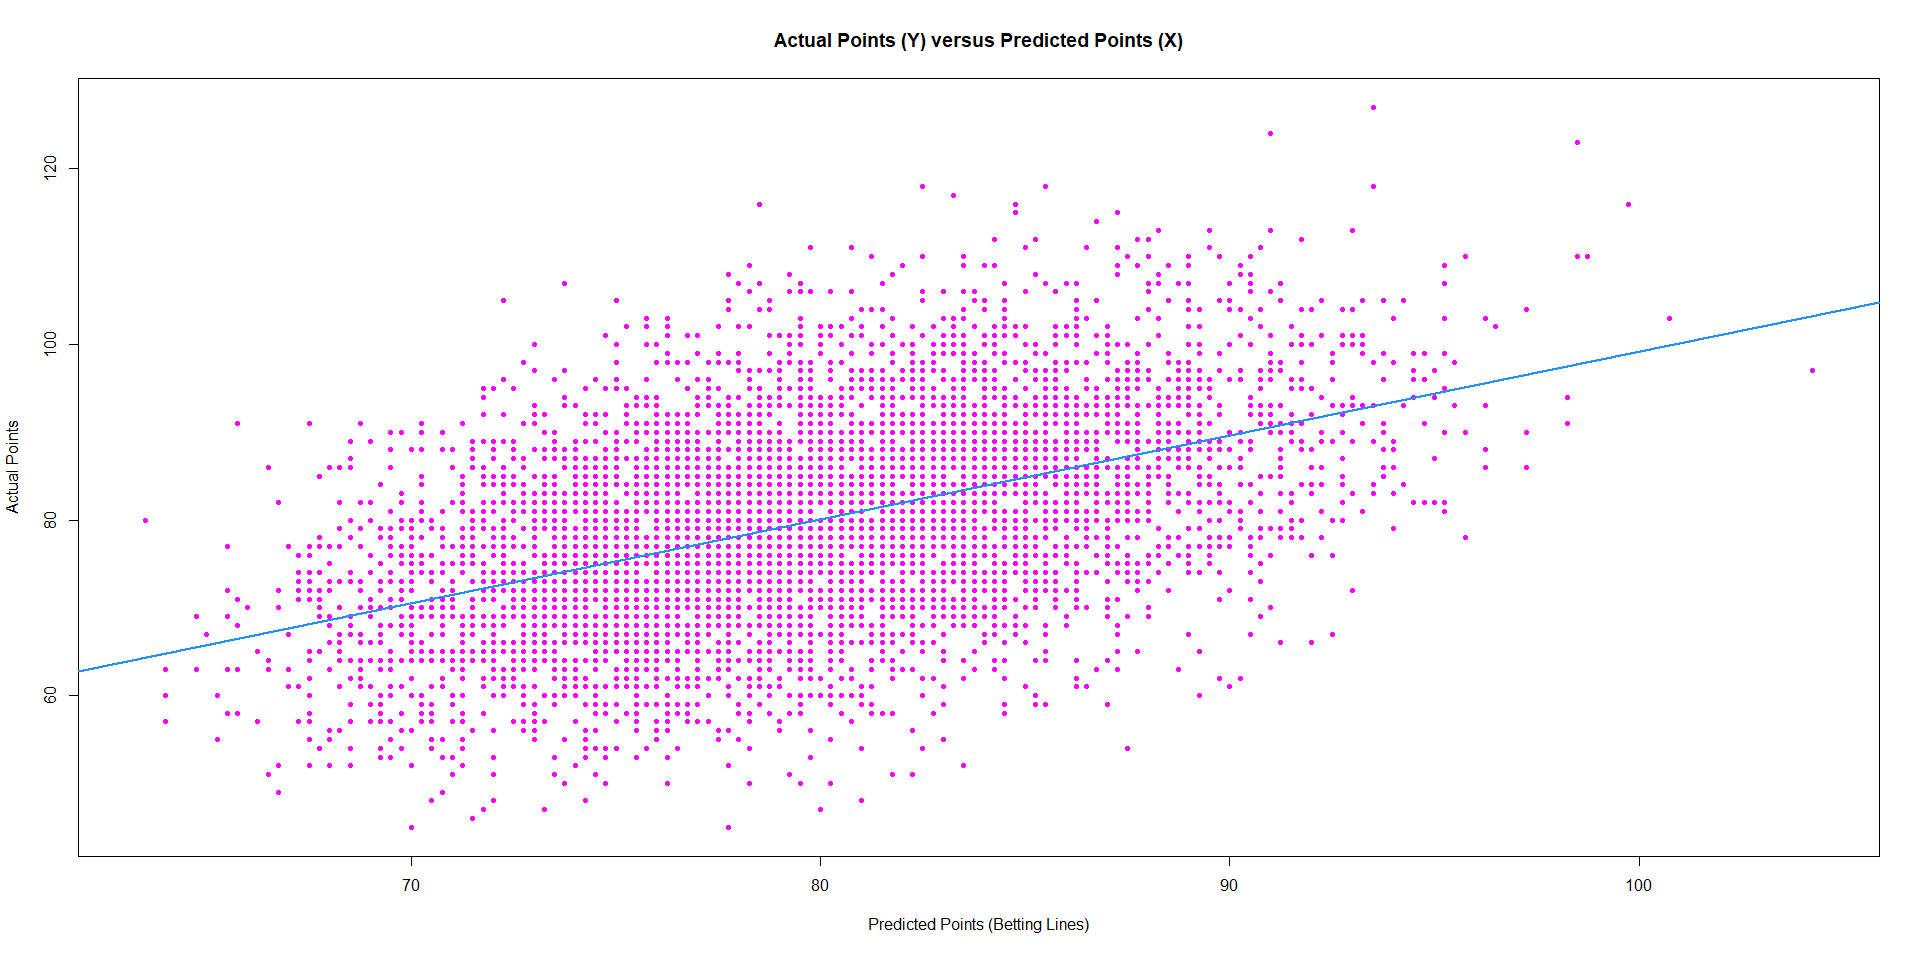 Actual Points (Y) versus Predicted Points (X)
120
100
80
60
Actual Points
70 80 90 100
Predicted Points (Betting Lines)